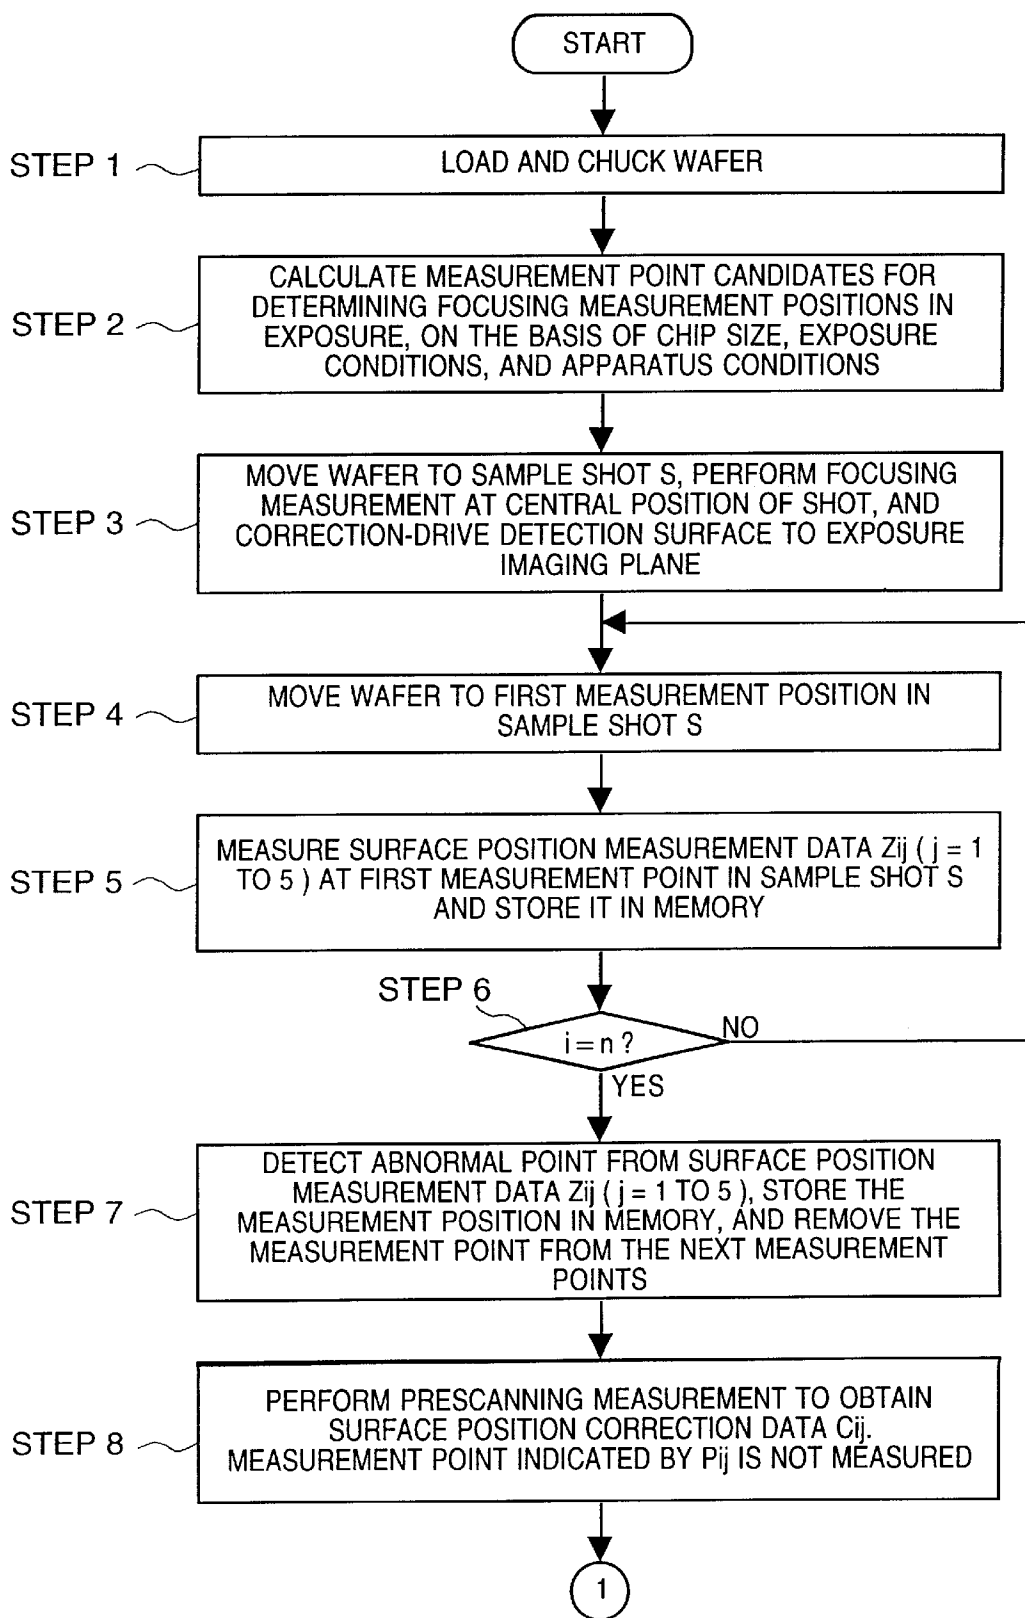 START
STEP 1
LOAD AND CHUCK WAFER
STEP 2
CALCULATE MEASUREMENT POINT CANDIDATES FOR
DETERMINING FOCUSING MEASUREMENT POSITIONS IN
EXPOSURE, ON THE BASIS OF CHIP SIZE, EXPOSURE
CONDITIONS, AND APPARATUS CONDITIONS
STEP 3
MOVE WAFER TO SAMPLE SHOT S, PERFORM FOCUSING
MEASUREMENT AT CENTRAL POSITION OF SHOT, AND
CORRECTION-DRIVE DETECTION SURFACE TO EXPOSURE
IMAGING PLANE
STEP 4
MOVE WAFER TO FIRST MEASUREMENT POSITION IN
SAMPLE SHOT S
STEP 5
MEASURE SURFACE POSITION MEASUREMENT DATA Zij ( j = 1
TO 5 ) AT FIRST MEASUREMENT POINT IN SAMPLE SHOT S
AND STORE IT IN MEMORY
STEP 6
i = n ?
NO
YES
STEP 7
DETECT ABNORMAL POINT FROM SURFACE POSITION
MEASUREMENT DATA Zij ( j = 1 TO 5 ), STORE THE
MEASUREMENT POSITION IN MEMORY, AND REMOVE THE
MEASUREMENT POINT FROM THE NEXT MEASUREMENT
POINTS
STEP 8
PERFORM PRESCANNING MEASUREMENT TO OBTAIN
SURFACE POSITION CORRECTION DATA Cij.
MEASUREMENT POINT INDICATED BY Pij IS NOT MEASURED
1